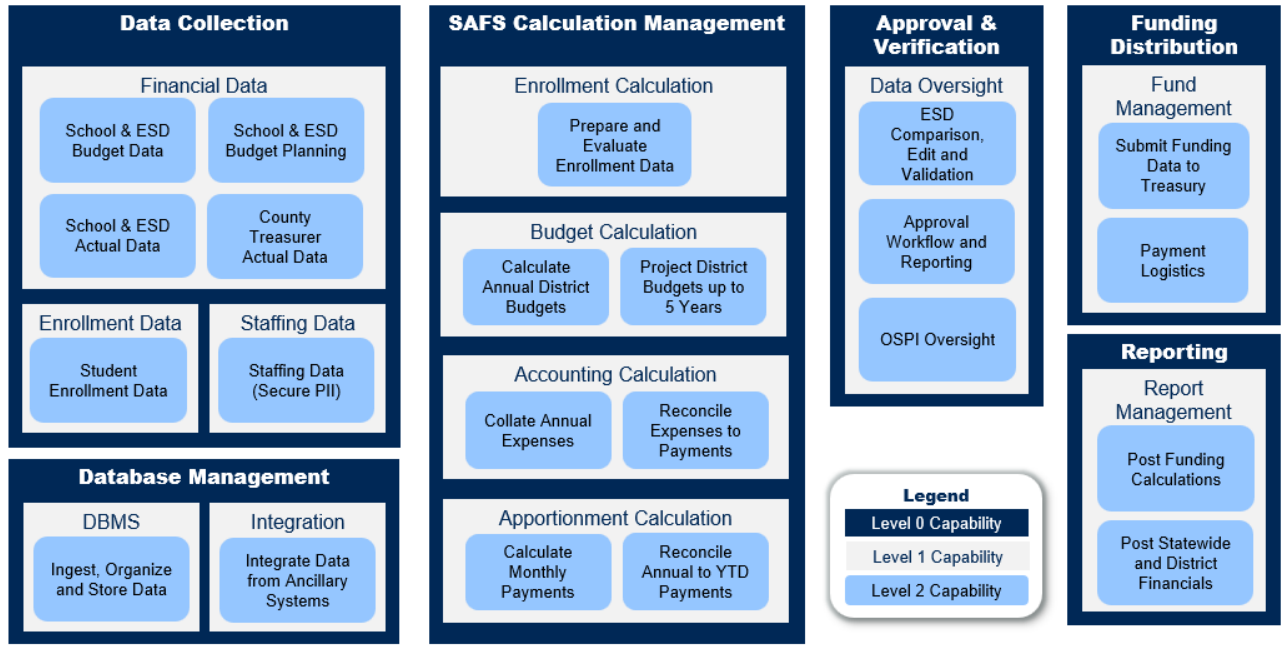 Data Collection
Financial Data
School & ESD
Budget Data
School & ESD
Budget Planning
School & ESD
Actual Data
County
Treasurer
Actual Data
Enrollment Data
Student
Enrollment Data
Staffing Data
Staffing Data
(Secure PII)
Database Management
DBMS
Ingest, Organize
and Store Data
Integration
Integrate Data
from Ancillary
Systems
SAFS Calculation Management
Enrollment Calculation
Prepare and
Evaluate
Enrollment Data
Budget Calculation
Calculate
Annual District
Budgets
Project District
Budgets up to
5 Years
Accounting Calculation
Collate Annual
Expenses
Reconcile
Expenses to
Payments
Apportionment Calculation
Calculate
Monthly
Payments
Reconcile
Annual to YTD
Payments
Approval &
Verification
Data Oversight
ESD
Comparison,
Edit and
Validation
Approval
Workflow and
Reporting
OSPI Oversight
Legend
Level 0 Capability
Level 1 Capability
Level 2 Capability
Funding
Distribution
Fund
Management
Submit Funding
Data to
Treasury
Payment
Logistics
Reporting
Report
Management
Post Funding
Calculations
Post Statewide
and District
Financials